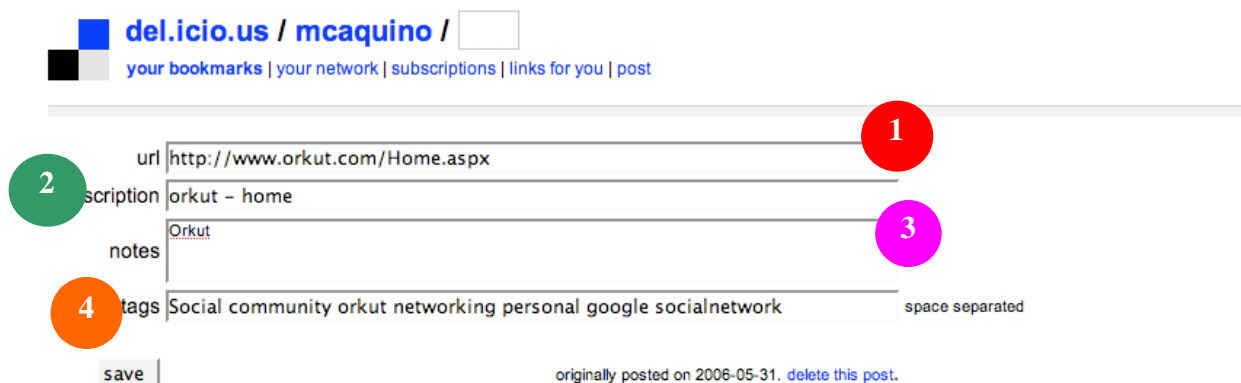 del.icio.us / mcaquino /
your bookmarks | your network | subscriptions | links for you | post
1
url http://www.orkut.com/Home.aspx
2
scription orkut – home
3
notes Orkut
4
tags Social community orkut networking personal google socialnetwork space separated
save originally posted on 2006-05-31. delete this post.